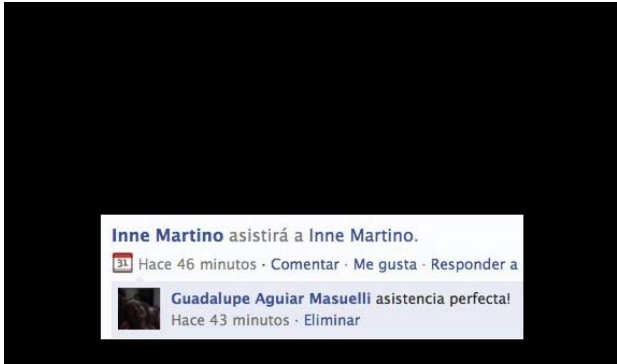 Inne Martino asistirá a Inne Martino.
31 Hace 46 minutos · Comentar · Me gusta · Responder a
Guadalupe Aguiar Masuelli asistencia perfecta!
Hace 43 minutos · Eliminar